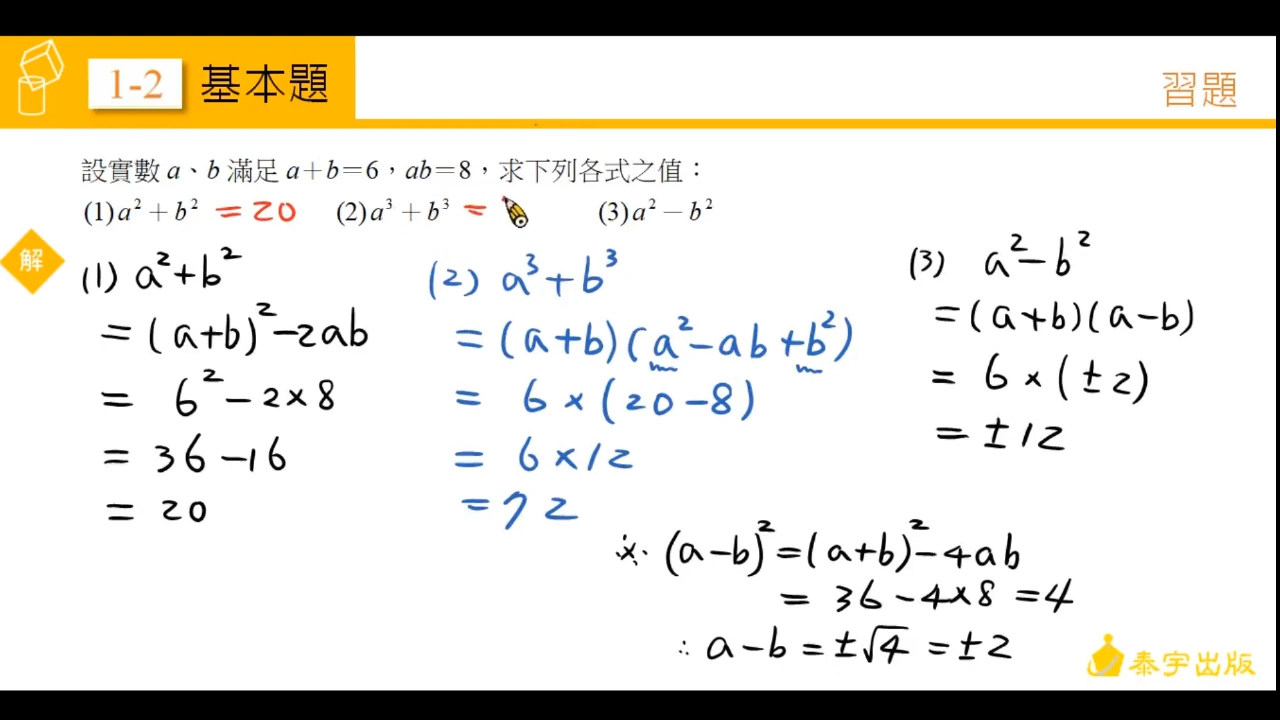 1-2 基本題
習題
設實數 a、b 滿足 a+b=6,ab=8,求下列各式之值:
(1) a² + b² = 20 (2) a³ + b³ = (3) a² − b²
解
(1) a²+b²
= (a+b)²−2ab
= 6²−2×8
= 36−16
= 20
(2) a³+b³
= (a+b)(a²−ab+b²)
= 6×(20−8)
= 6×12
= 72
(3) a²−b²
= (a+b)(a−b)
= 6×(±2)
= ±12
※ (a−b)²=(a+b)²−4ab
= 36−4×8=4
∴ a−b=±√4=±2
泰宇出版